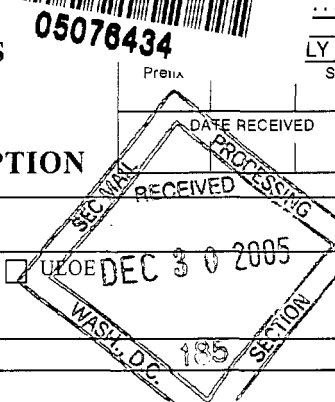 05076434
S
LY
S
Prefix
DATE RECEIVED
PTION
SEC MAIL PROCESSING
RECEIVED
ULOE DEC 3 0 2005
WASH., D.C. 185 SECTION